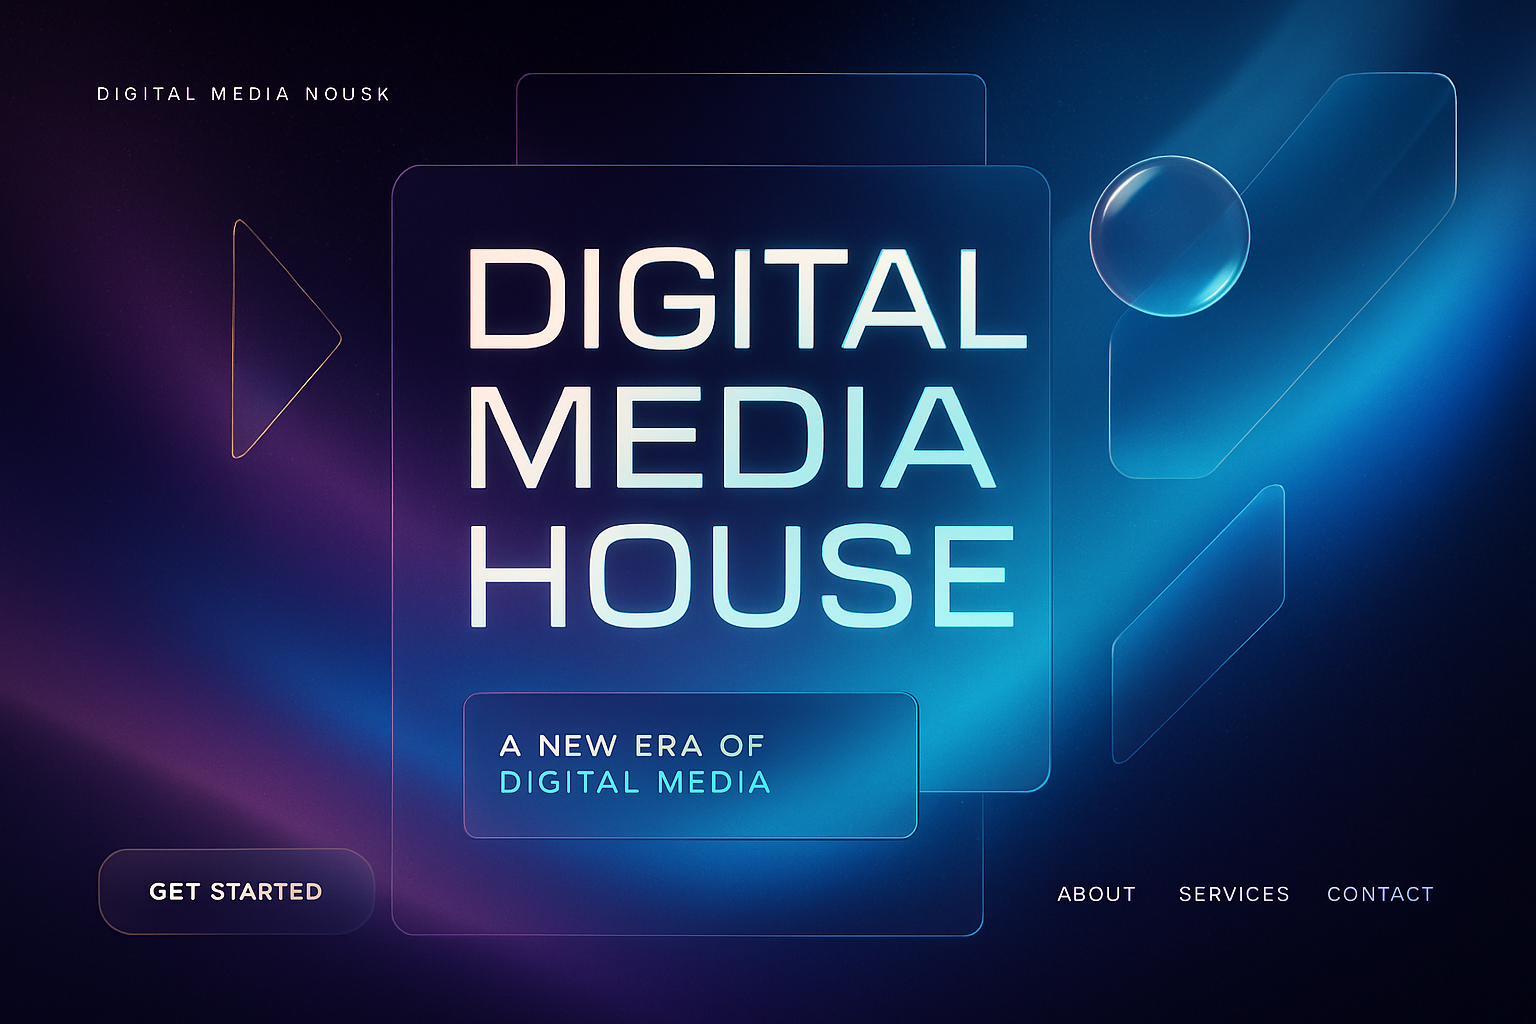 DIGITAL MEDIA NOUSK
DIGITAL
MEDIA
HOUSE
A NEW ERA OF
DIGITAL MEDIA
GET STARTED
ABOUT SERVICES CONTACT